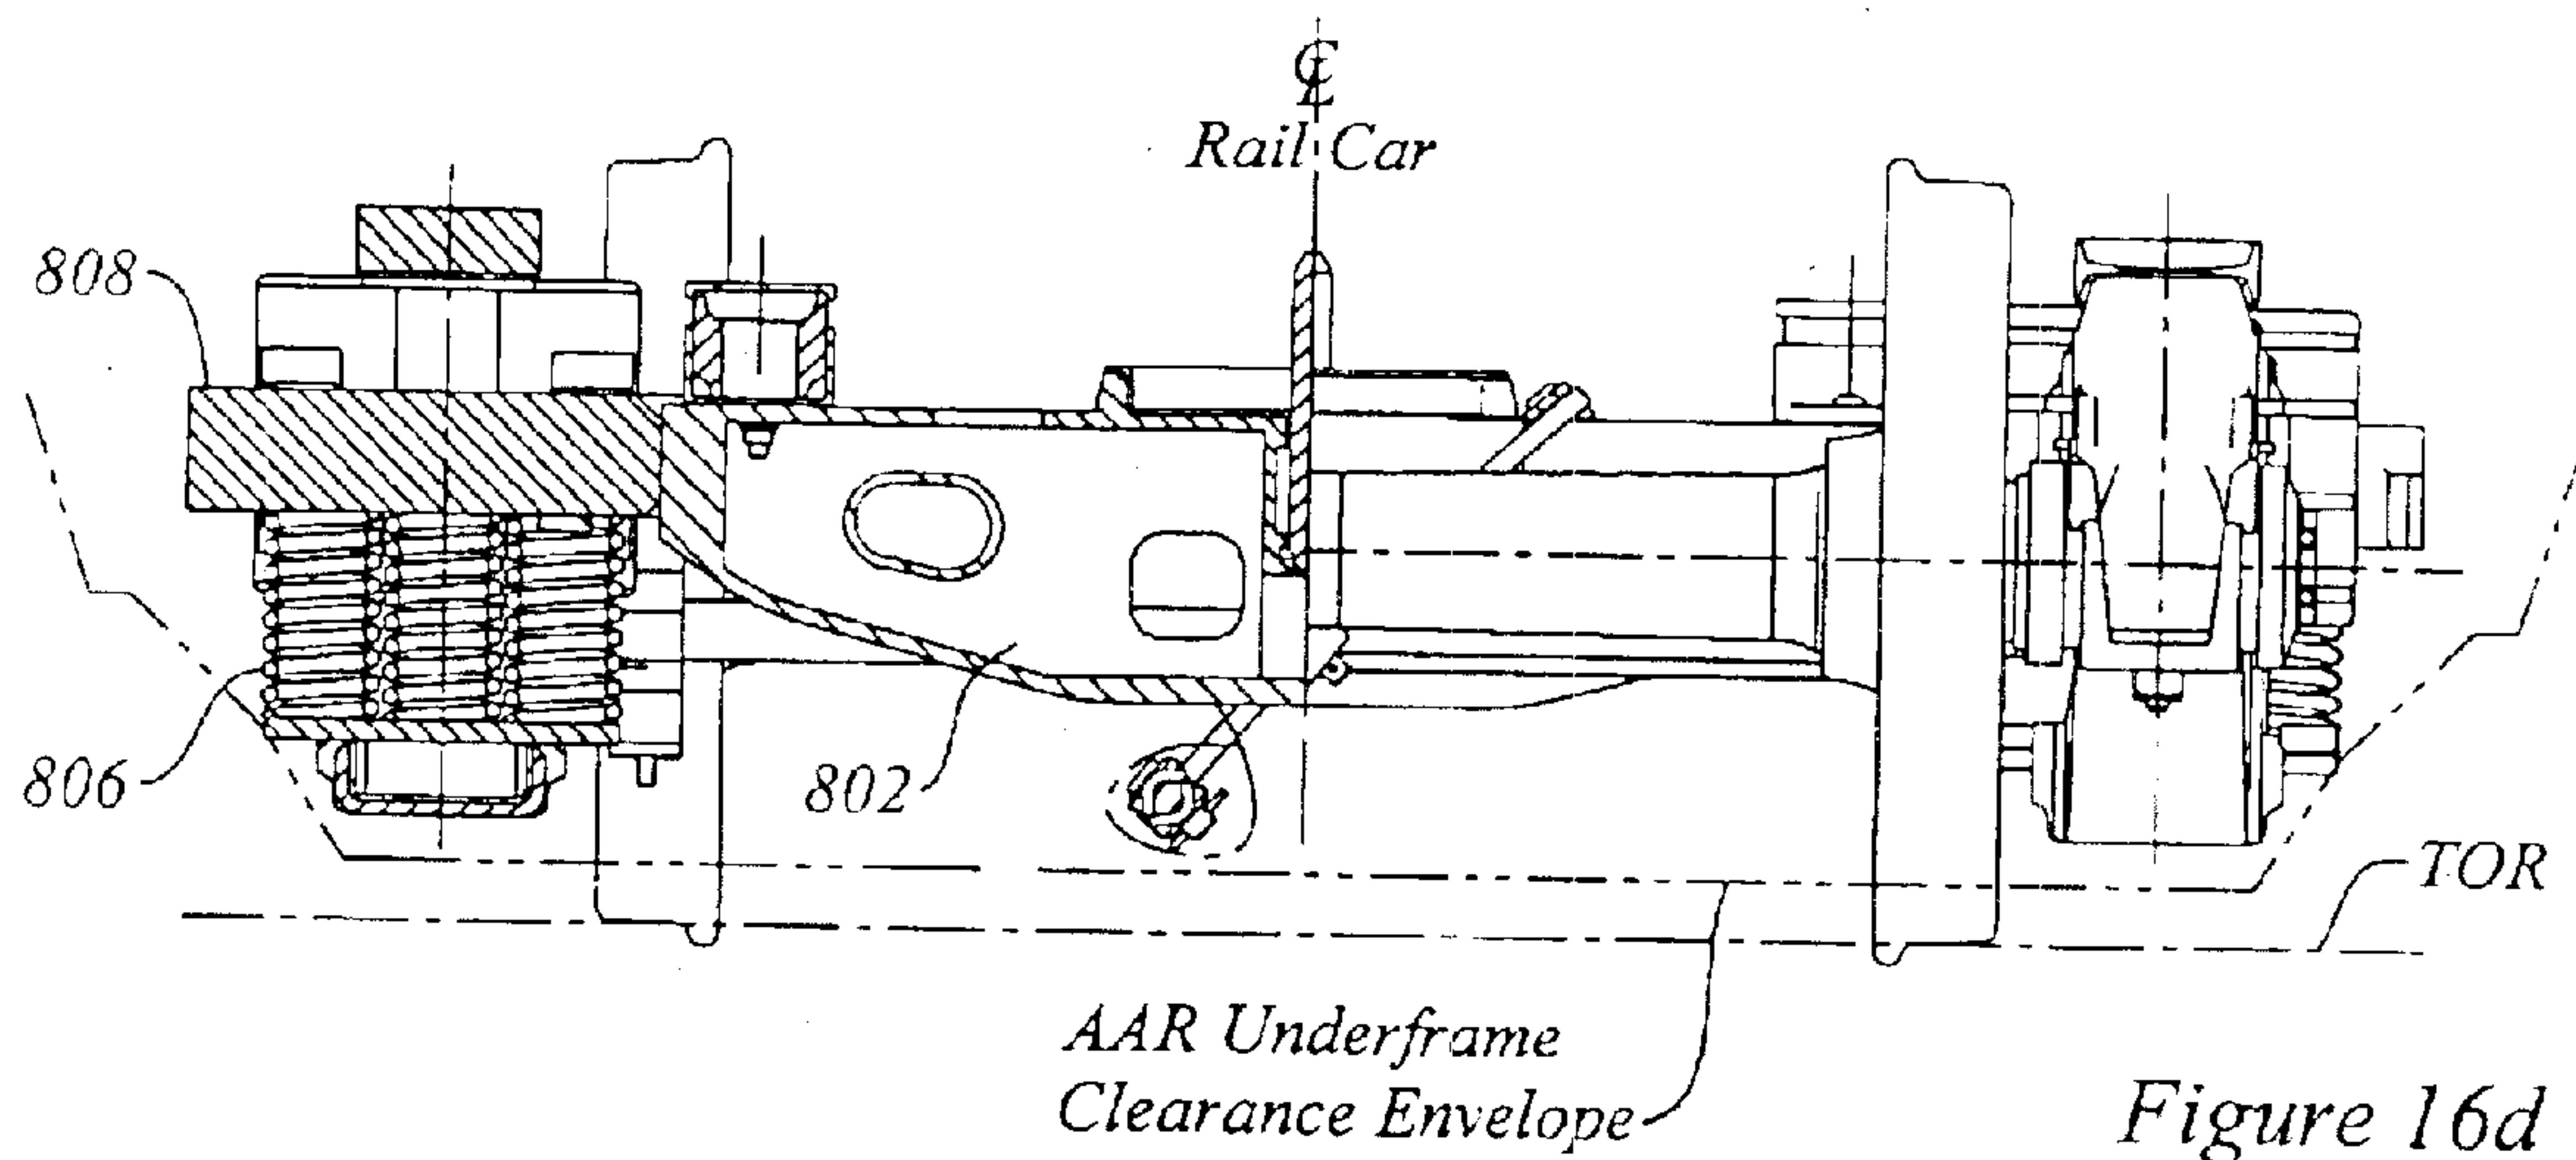 ℄
Rail Car
808
806
802
TOR
AAR Underframe
Clearance Envelope
Figure 16d